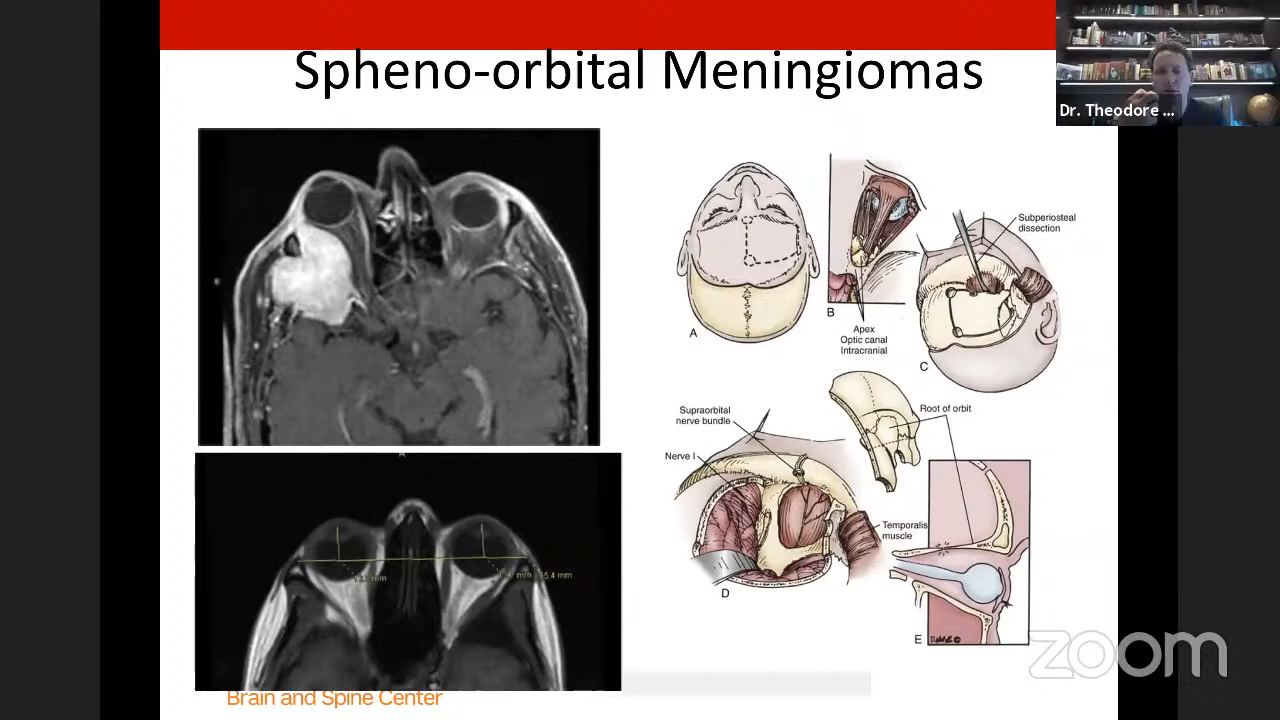 Spheno-orbital Meningiomas
Dr. Theodore ...
Subperiosteal
dissection
A
B
Apex
Optic canal
Intracranial
C
Supraorbital
nerve bundle
Root of orbit
Nerve I
Temporalis
muscle
D
E
Brain and Spine Center
zoom